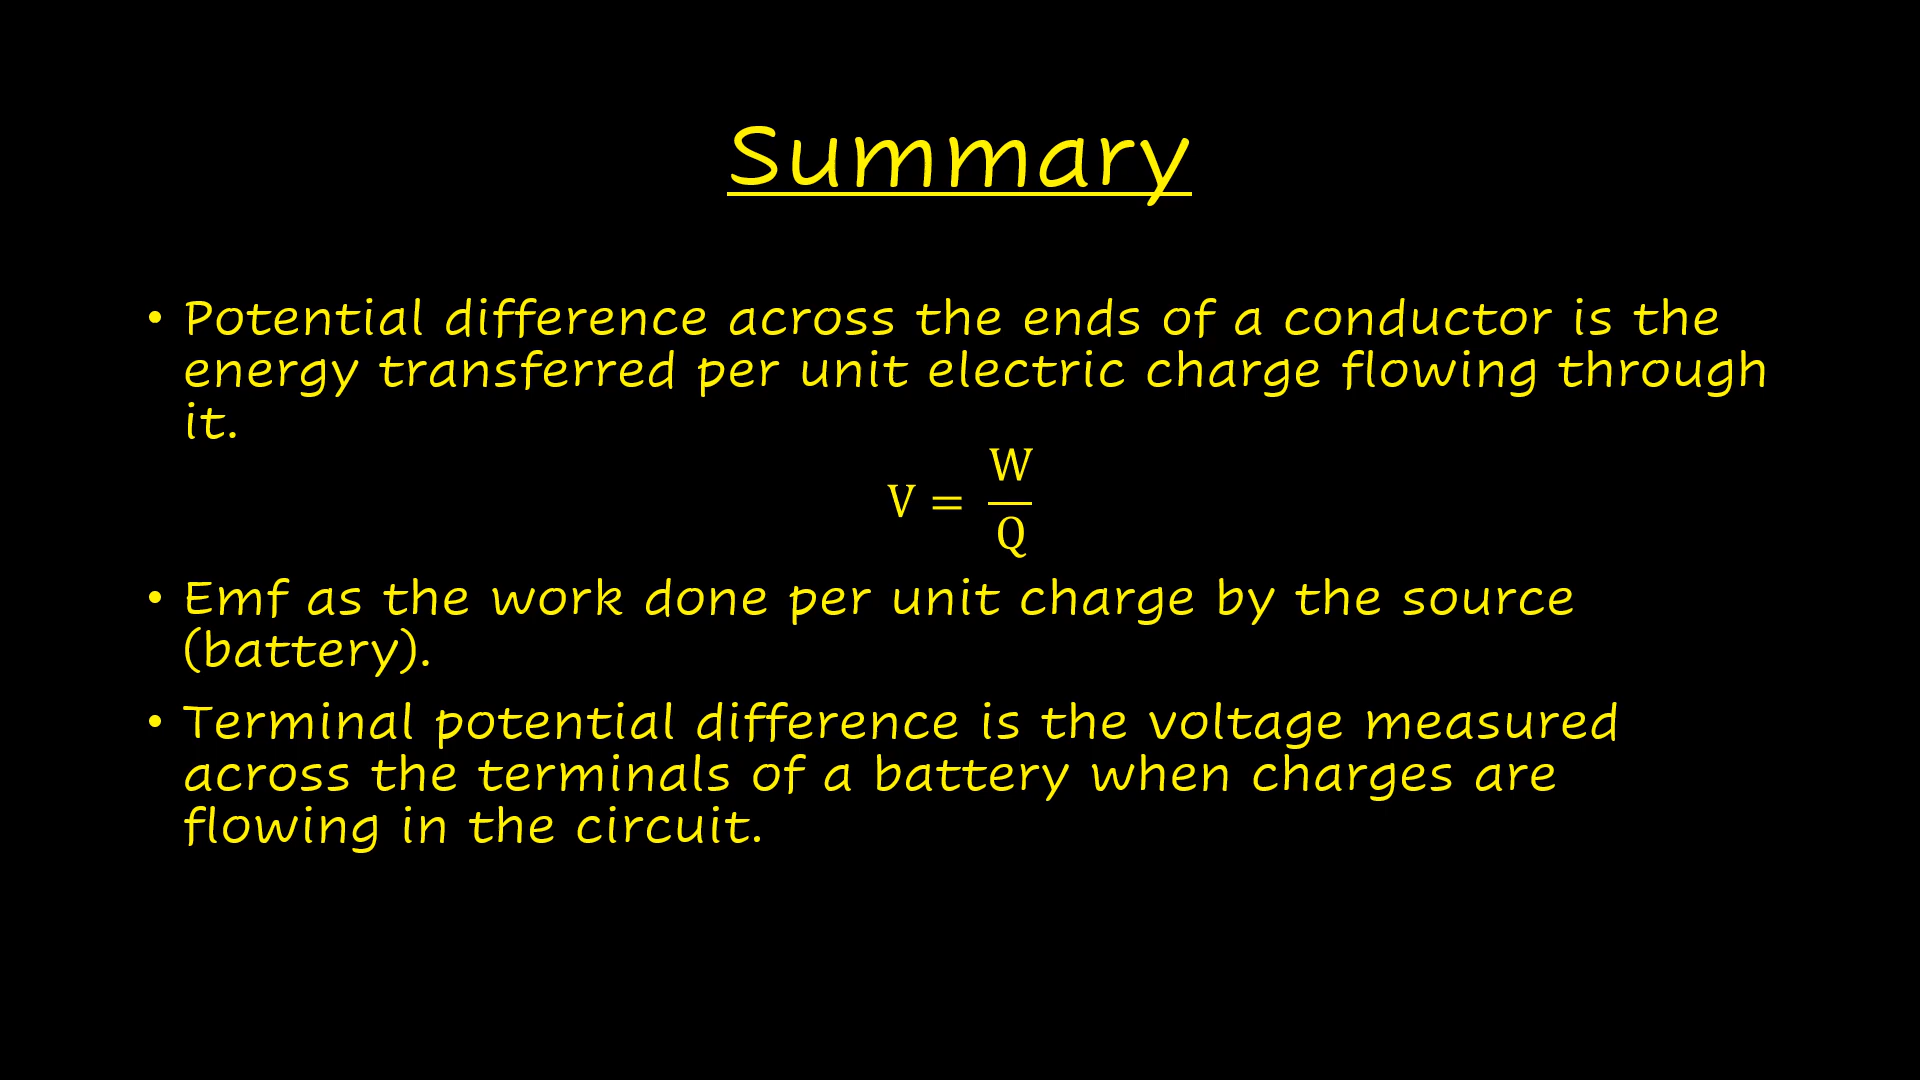 Summary
• Potential difference across the ends of a conductor is the
energy transferred per unit electric charge flowing through
it.
V = W/Q
• Emf as the work done per unit charge by the source
(battery).
• Terminal potential difference is the voltage measured
across the terminals of a battery when charges are
flowing in the circuit.